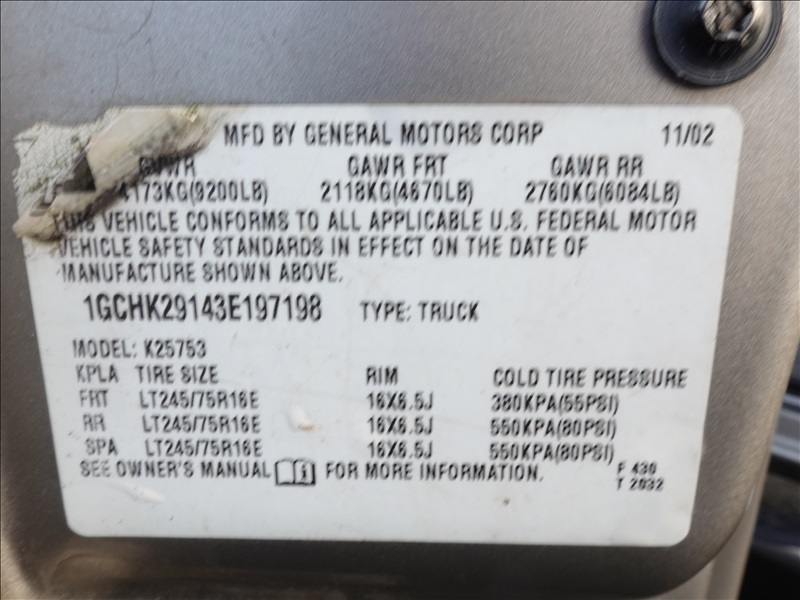 MFD BY GENERAL MOTORS CORP 11/02
GVWR GAWR FRT GAWR RR
4173KG(9200LB) 2118KG(4670LB) 2760KG(6084LB)
THIS VEHICLE CONFORMS TO ALL APPLICABLE U.S. FEDERAL MOTOR
VEHICLE SAFETY STANDARDS IN EFFECT ON THE DATE OF
MANUFACTURE SHOWN ABOVE.
1GCHK29143E197198 TYPE: TRUCK
MODEL: K25753
KPLA TIRE SIZE RIM COLD TIRE PRESSURE
FRT LT245/75R16E 16X6.5J 380KPA(55PSI)
RR LT245/75R16E 16X6.5J 550KPA(80PSI)
SPA LT245/75R16E 16X6.5J 550KPA(80PSI)
SEE OWNER'S MANUAL FOR MORE INFORMATION. F 430
T 2032